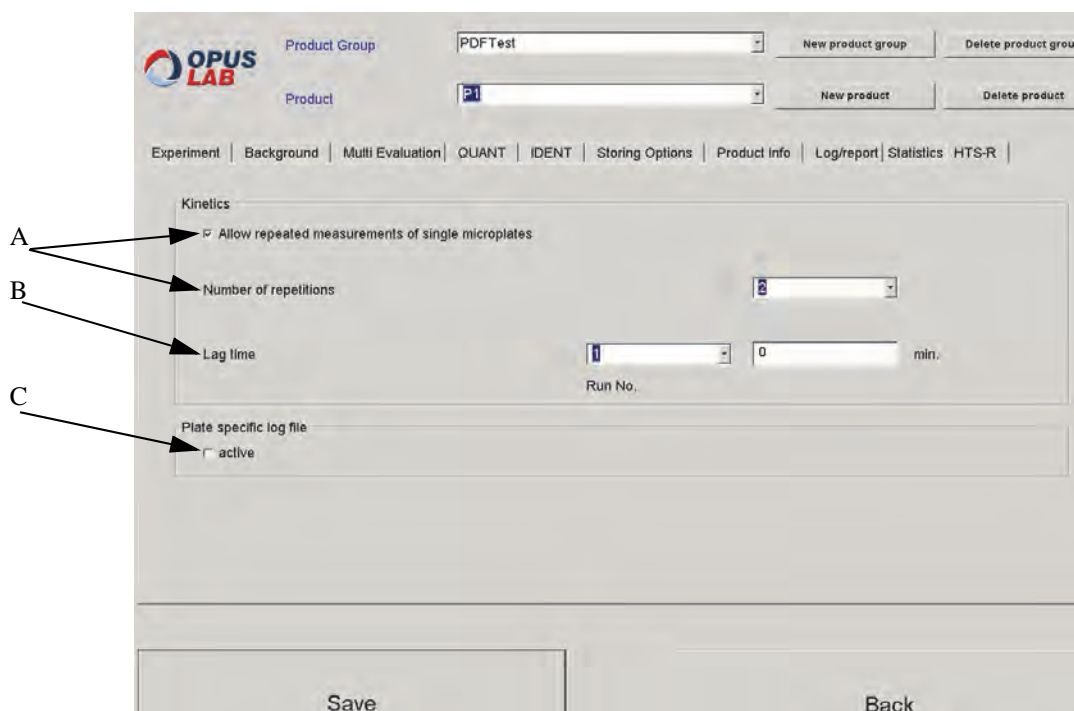 OPUS
LAB
Product Group PDFTest New product group Delete product grou
Product P1 New product Delete product
Experiment | Background | Multi Evaluation | QUANT | IDENT | Storing Options | Product Info | Log/report | Statistics HTS-R |
Kinetics
A Allow repeated measurements of single microplates
B Number of repetitions 2
Lag time 1 0 min.
Run No.
C
Plate specific log file
active
Save Back